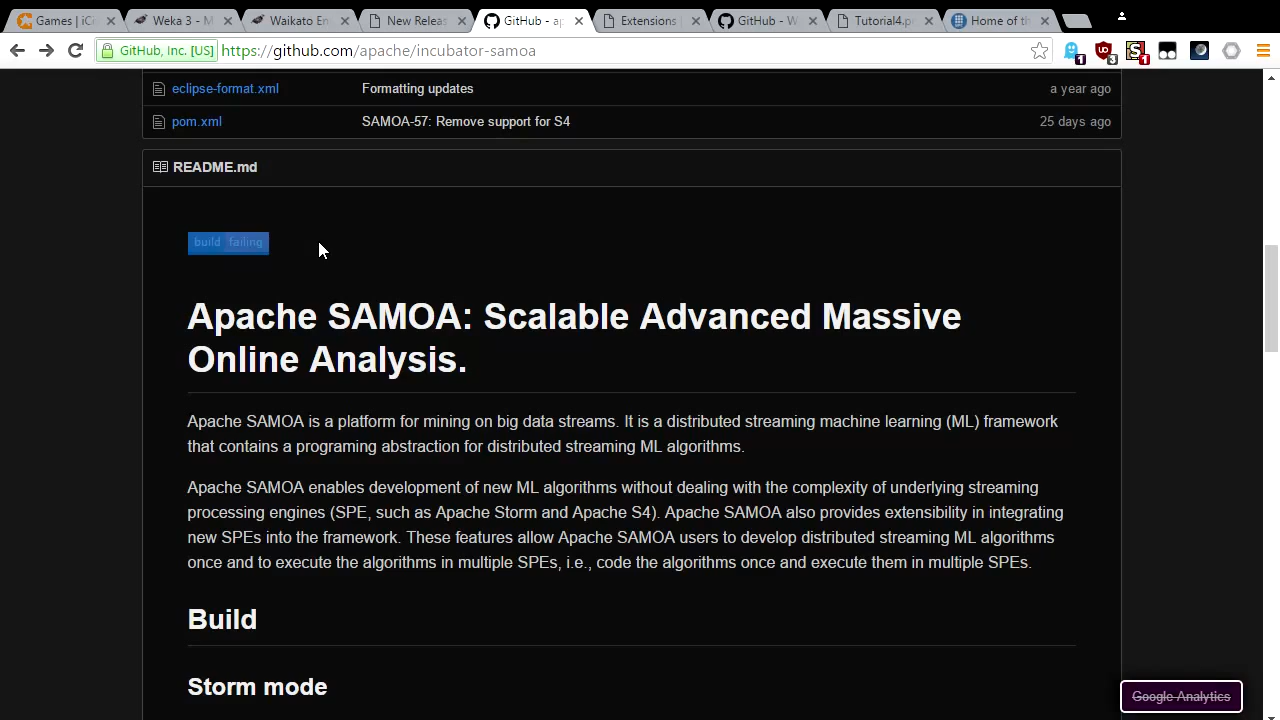 Games | iCi
Weka 3 - M
Waikato En
New Releas
GitHub - ap
Extensions
GitHub - W
Tutorial4.p
Home of th
GitHub, Inc. [US]
https://github.com/apache/incubator-samoa
1
3
1
eclipse-format.xml Formatting updates a year ago
pom.xml SAMOA-57: Remove support for S4 25 days ago
README.md
build failing
Apache SAMOA: Scalable Advanced Massive
Online Analysis.
Apache SAMOA is a platform for mining on big data streams. It is a distributed streaming machine learning (ML) framework
that contains a programing abstraction for distributed streaming ML algorithms.
Apache SAMOA enables development of new ML algorithms without dealing with the complexity of underlying streaming
processing engines (SPE, such as Apache Storm and Apache S4). Apache SAMOA also provides extensibility in integrating
new SPEs into the framework. These features allow Apache SAMOA users to develop distributed streaming ML algorithms
once and to execute the algorithms in multiple SPEs, i.e., code the algorithms once and execute them in multiple SPEs.
Build
Storm mode
Google Analytics